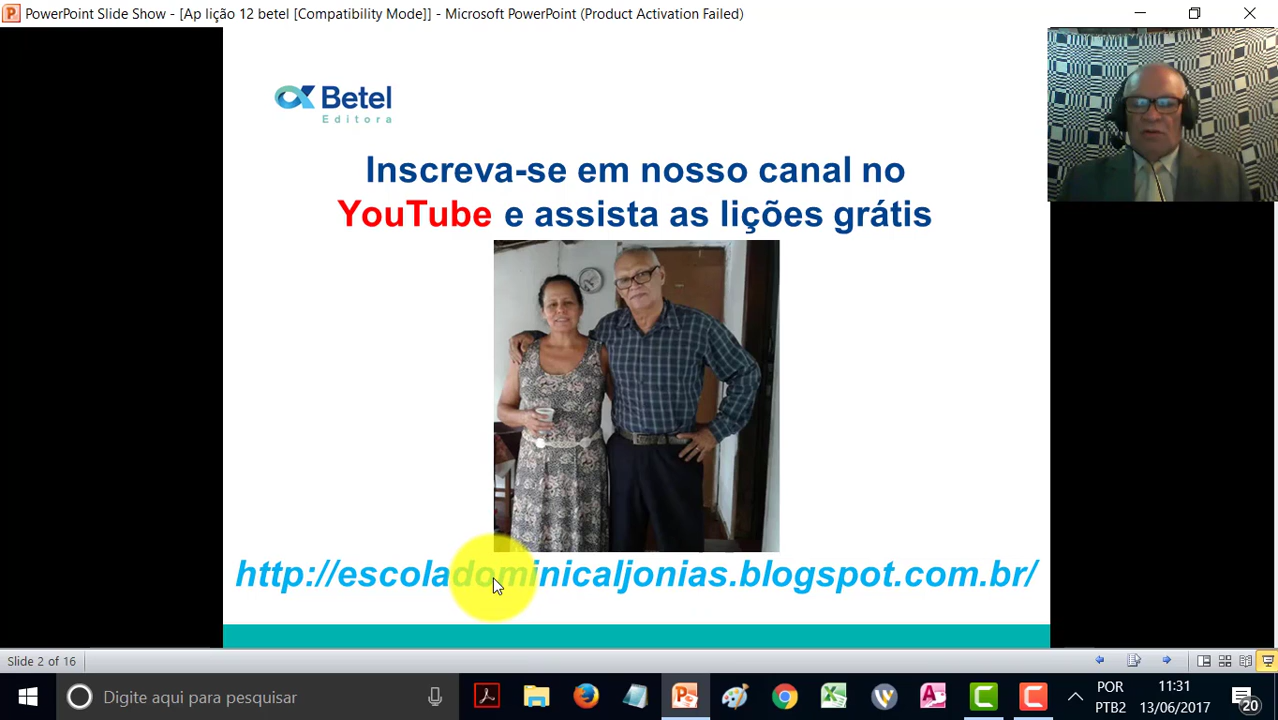 PowerPoint Slide Show - [Ap lição 12 betel [Compatibility Mode]] - Microsoft PowerPoint (Product Activation Failed)
Betel
Editora
Inscreva-se em nosso canal no
YouTube e assista as lições grátis
http://escoladominicaljonias.blogspot.com.br/
Slide 2 of 16
Digite aqui para pesquisar
POR
PTB2
11:31
13/06/2017
20